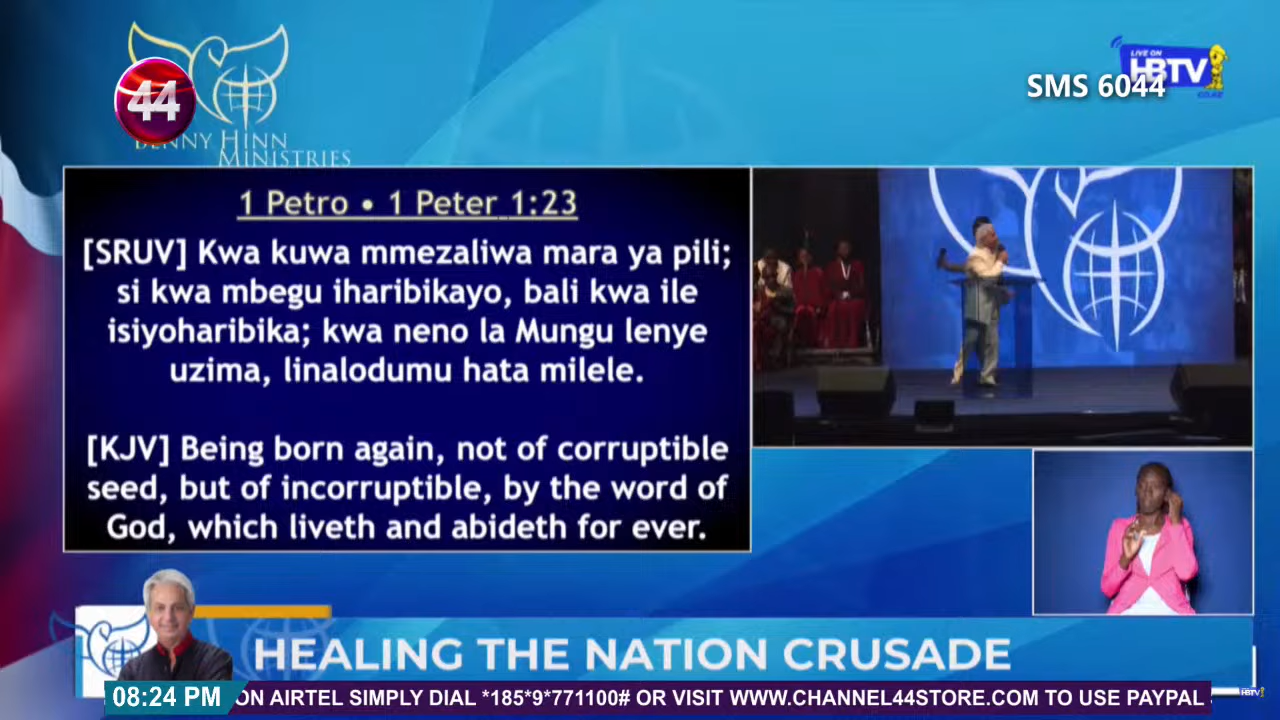 44
BENNY HINN
MINISTRIES
LIVE ON
HBTV
SMS 6044
1 Petro • 1 Peter 1:23
[SRUV] Kwa kuwa mmezaliwa mara ya pili;
si kwa mbegu iharibikayo, bali kwa ile
isiyoharibika; kwa neno la Mungu lenye
uzima, linalodumu hata milele.
[KJV] Being born again, not of corruptible
seed, but of incorruptible, by the word of
God, which liveth and abideth for ever.
HEALING THE NATION CRUSADE
08:24 PM
ON AIRTEL SIMPLY DIAL *185*9*771100# OR VISIT WWW.CHANNEL44STORE.COM TO USE PAYPAL
HBTV